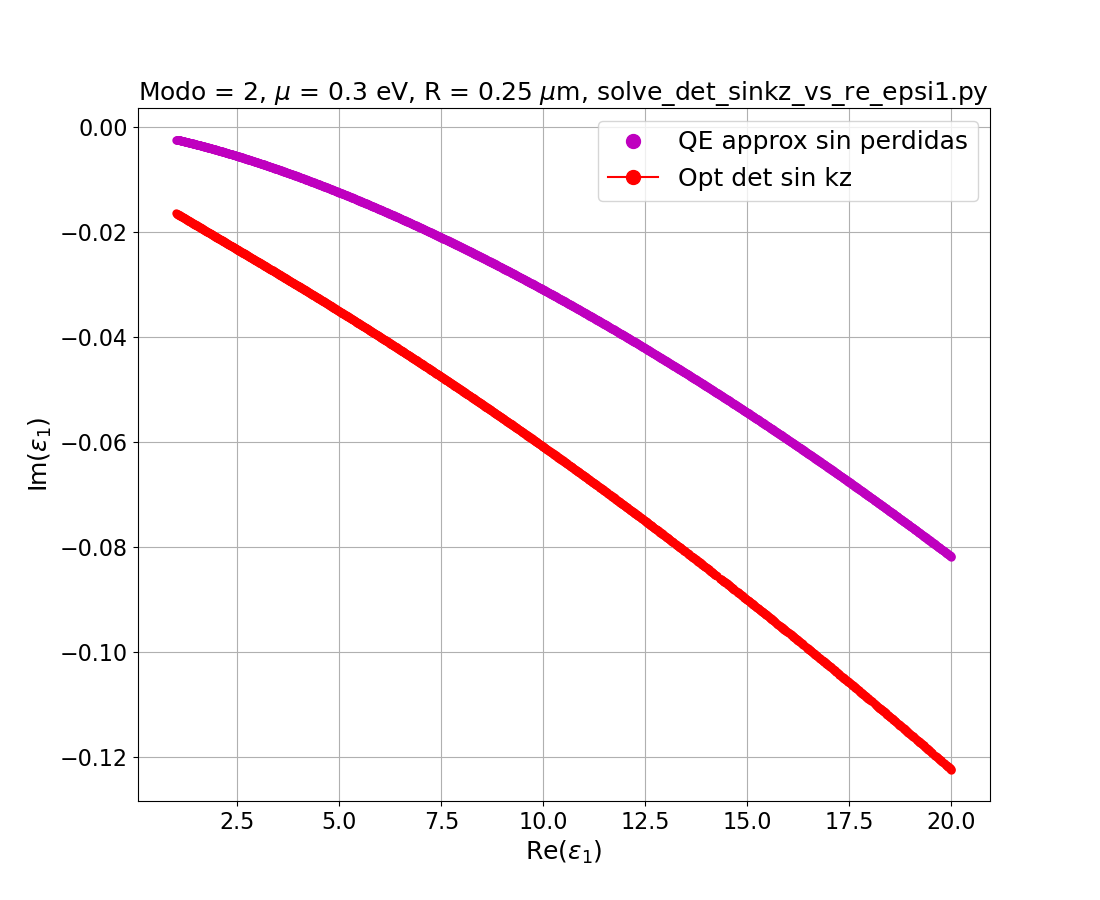 Modo = 2, μ = 0.3 eV, R = 0.25 μm, solve_det_sinkz_vs_re_epsi1.py
QE approx sin perdidas
Opt det sin kz
0.00
−0.02
−0.04
−0.06
−0.08
−0.10
−0.12
Im(ε₁)
2.5 5.0 7.5 10.0 12.5 15.0 17.5 20.0
Re(ε₁)